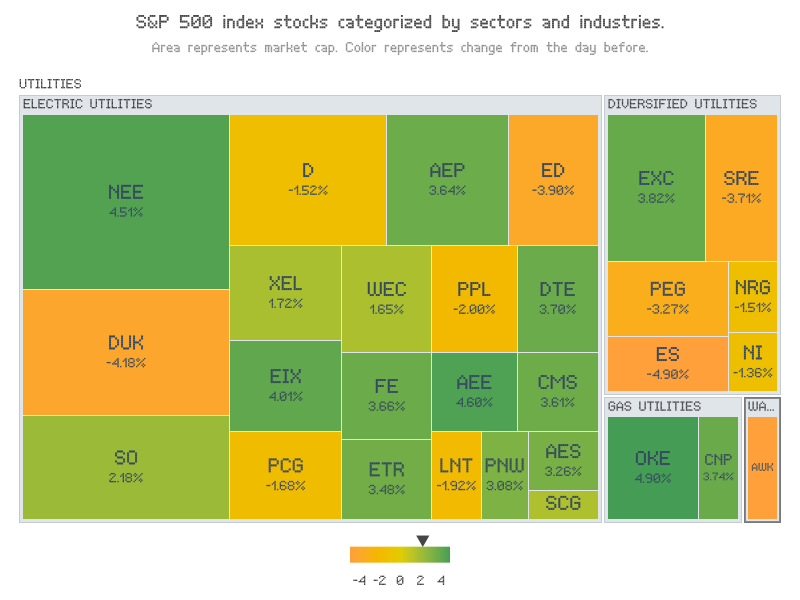 S&P 500 index stocks categorized by sectors and industries.
Area represents market cap. Color represents change from the day before.
UTILITIES
ELECTRIC UTILITIES
NEE
4.51%
DUK
-4.18%
SO
2.18%
D
-1.52%
AEP
3.64%
ED
-3.90%
XEL
1.72%
WEC
1.65%
PPL
-2.00%
DTE
3.70%
EIX
4.01%
FE
3.66%
AEE
4.60%
CMS
3.61%
PCG
-1.68%
ETR
3.48%
LNT
-1.92%
PNW
3.08%
AES
3.26%
SCG
DIVERSIFIED UTILITIES
EXC
3.82%
SRE
-3.71%
PEG
-3.27%
NRG
-1.51%
ES
-4.90%
NI
-1.36%
GAS UTILITIES
OKE
4.90%
CNP
3.74%
WA...
AWK
-4 -2 0 2 4